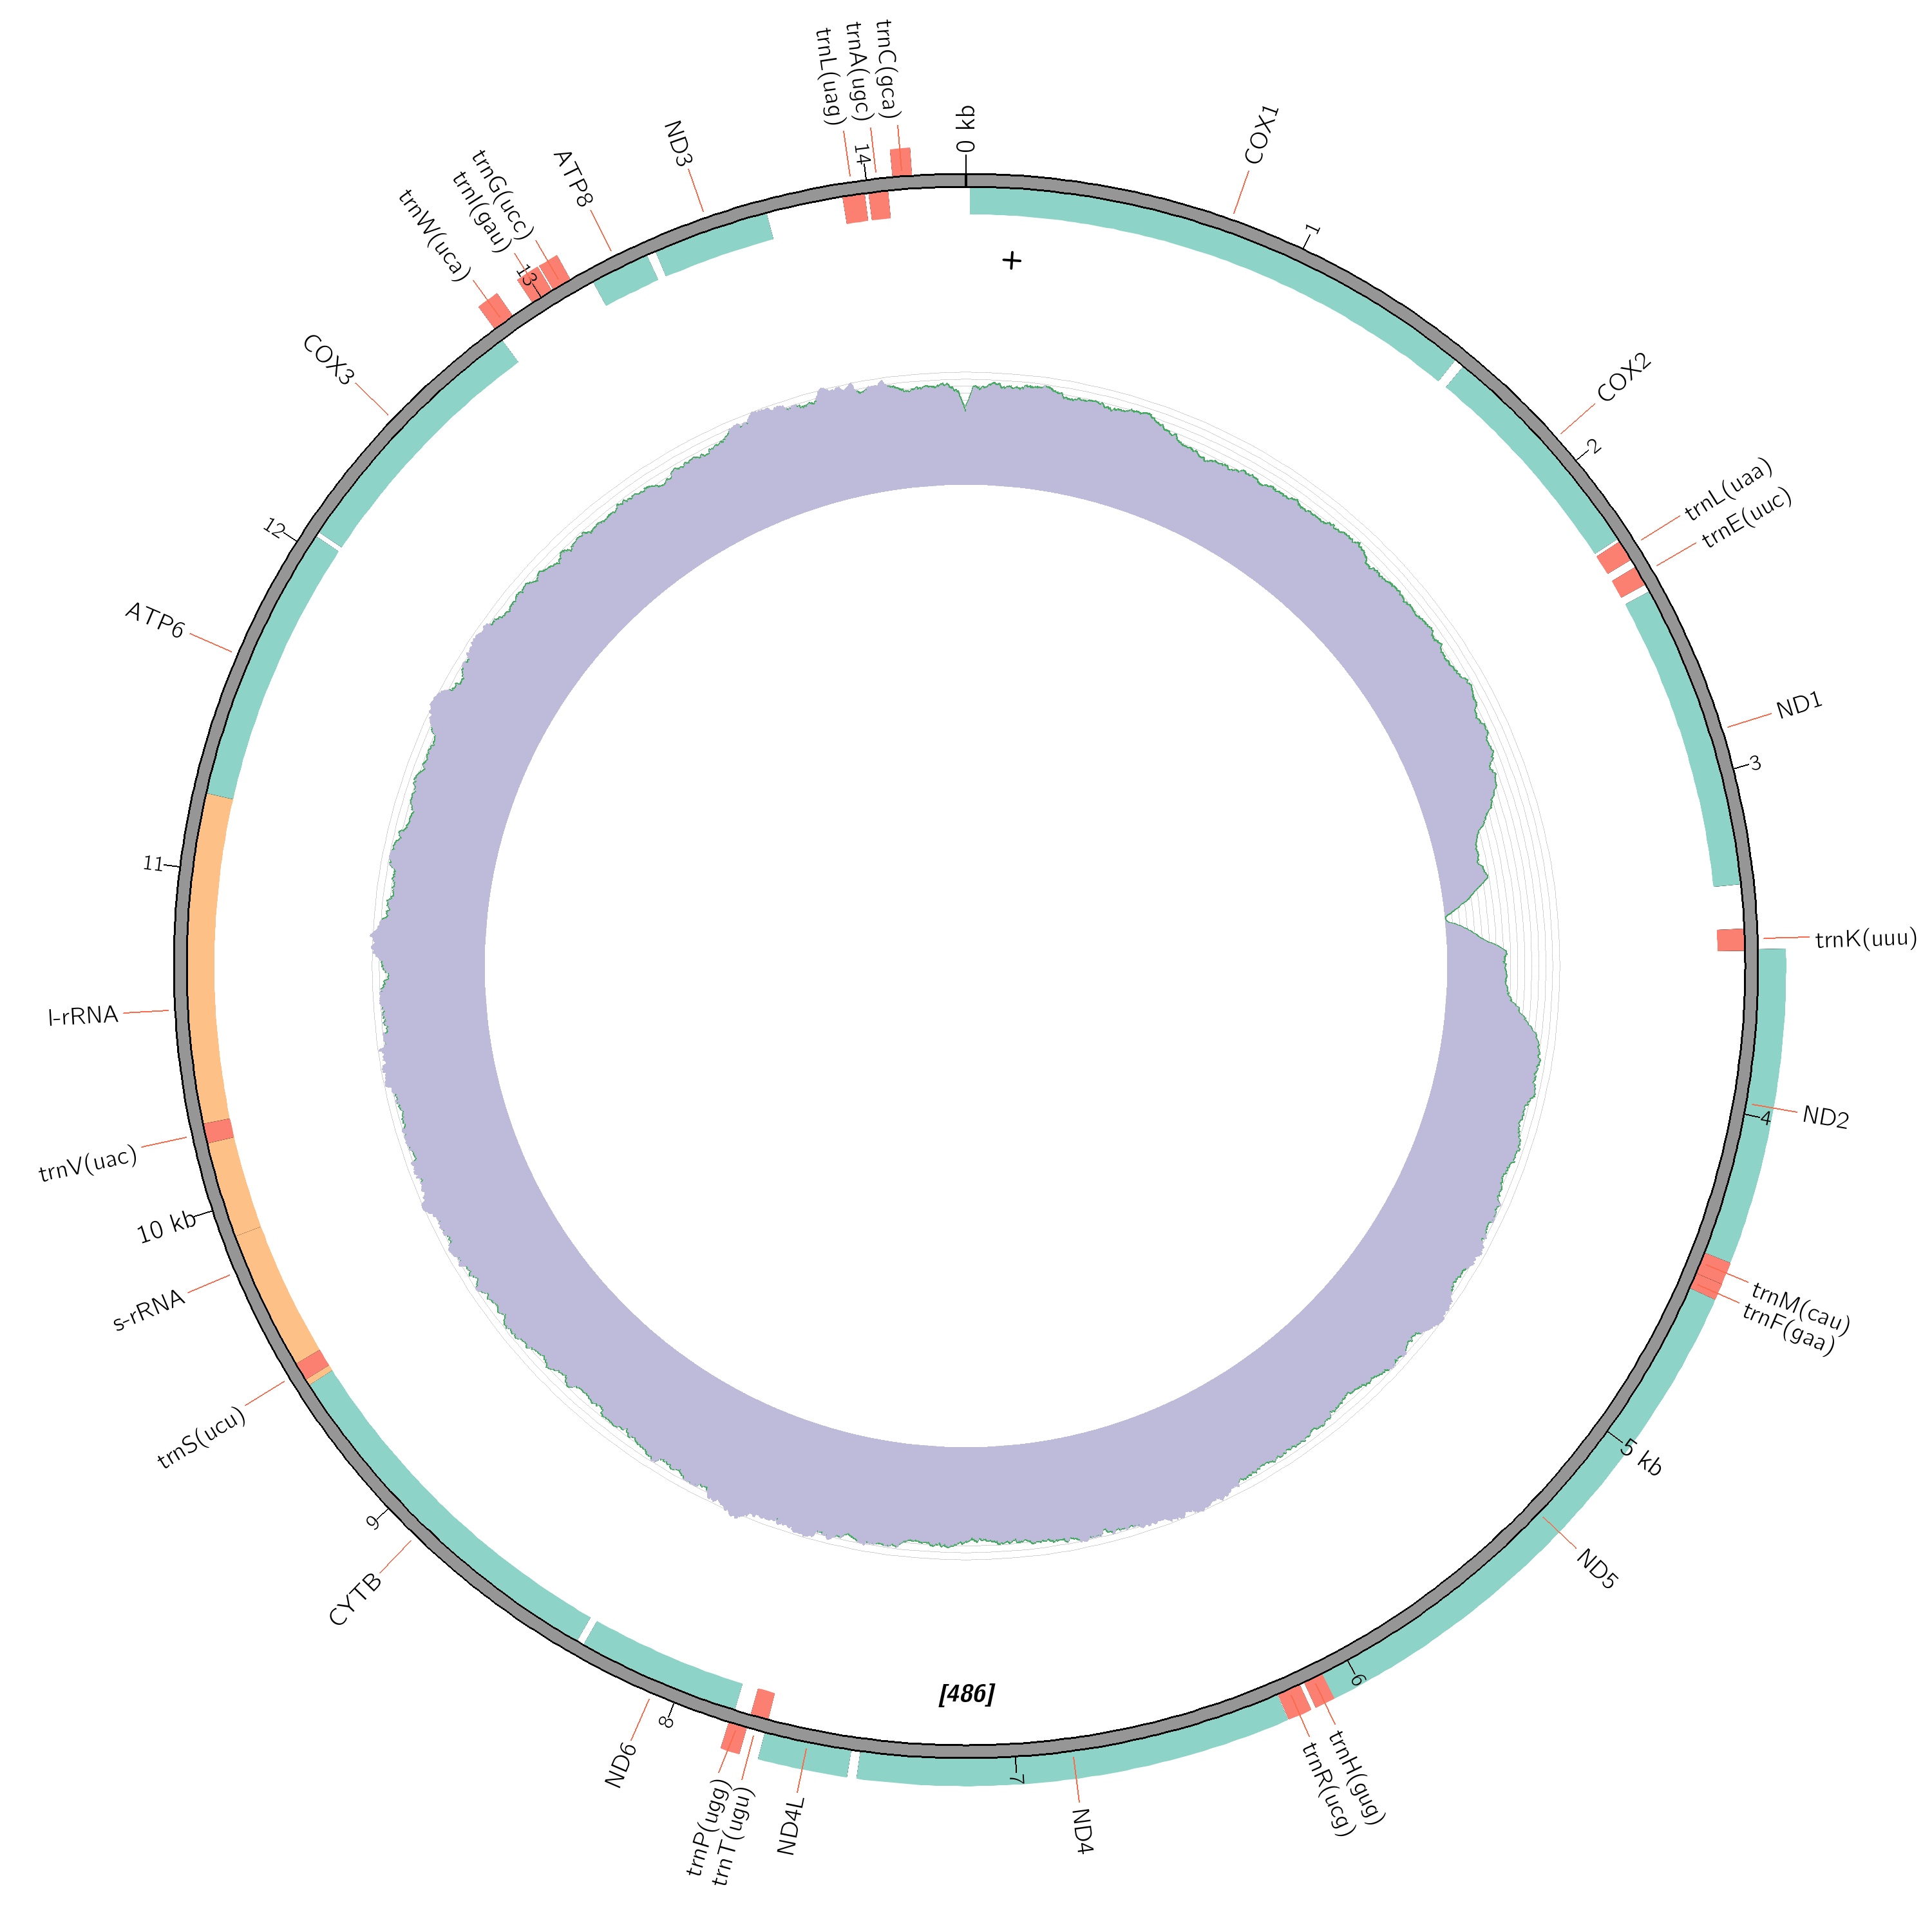 0 kb
COX1
1
COX2
2
trnL(uaa)
trnE(uuc)
ND1
3
trnK(uuu)
ND2
4
trnM(cau)
trnF(gaa)
5 kb
ND5
6
trnH(gug)
trnR(ucg)
ND4
7
ND4L
trnT(ugu)
trnP(ugg)
8
ND6
CYTB
9
trnS(ucu)
s-rRNA
10 kb
trnV(uac)
l-rRNA
11
ATP6
12
COX3
trnW(uca)
13
trnI(gau)
trnG(ucc)
ATP8
ND3
trnL(uag)
14
trnA(ugc)
trnC(gca)
+
[486]